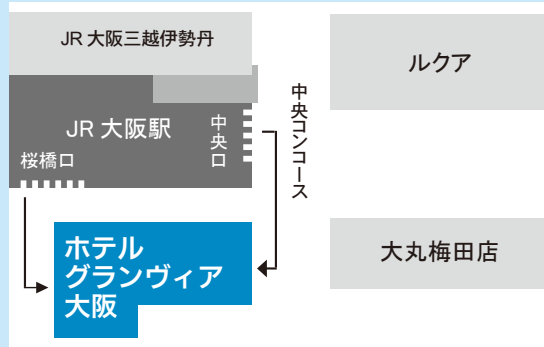 JR 大阪三越伊勢丹
ルクア
中央コンコース
JR 大阪駅
中央口
桜橋口
ホテル
グランヴィア
大阪
大丸梅田店